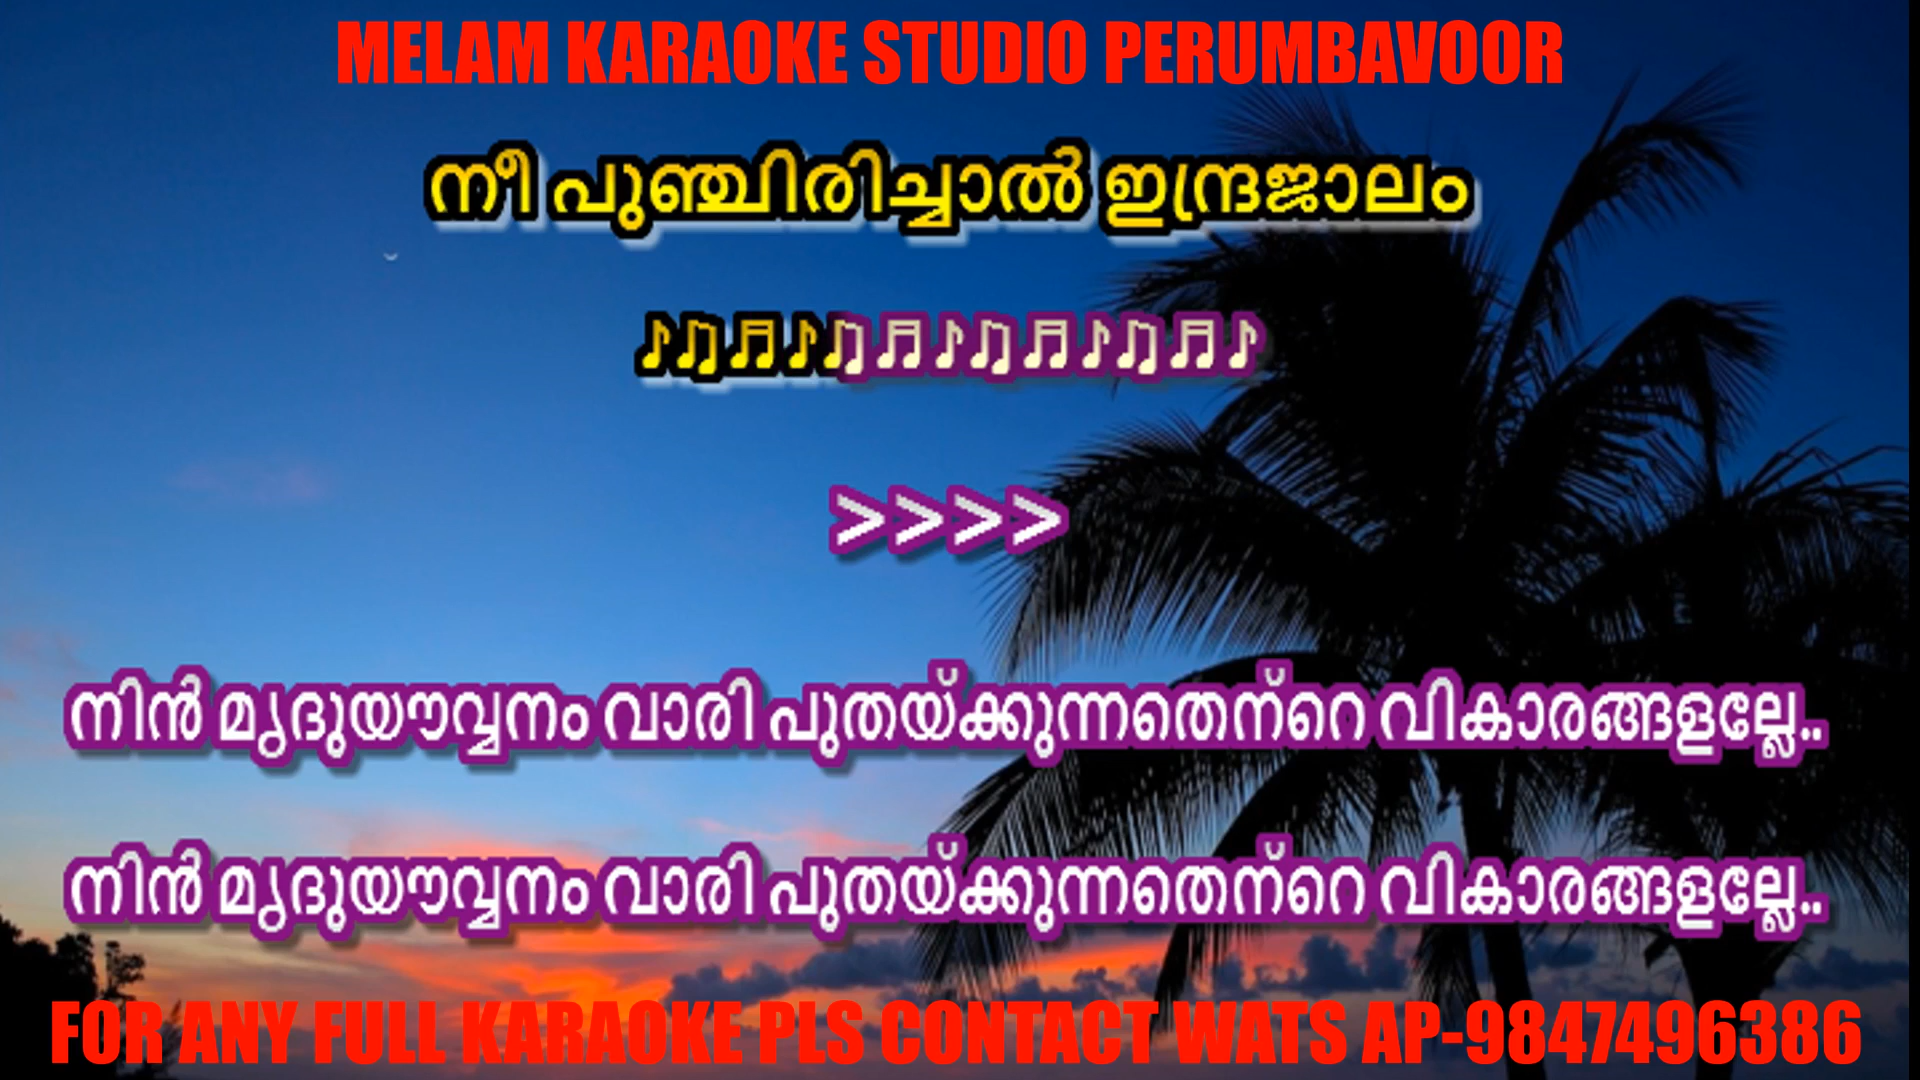 MELAM KARAOKE STUDIO PERUMBAVOOR
നീ പുഞ്ചിരിച്ചാൽ ഇന്ദ്രജാലം
♪♫♬♪♫♬♪♫♬♪♫♬♪
>>>>
നിൻ മൃദുയൗവ്വനം വാരി പുതയ്ക്കുന്നതെന്റെ വികാരങ്ങളല്ലേ..
നിൻ മൃദുയൗവ്വനം വാരി പുതയ്ക്കുന്നതെന്റെ വികാരങ്ങളല്ലേ..
FOR ANY FULL KARAOKE PLS CONTACT WATS AP-9847496386